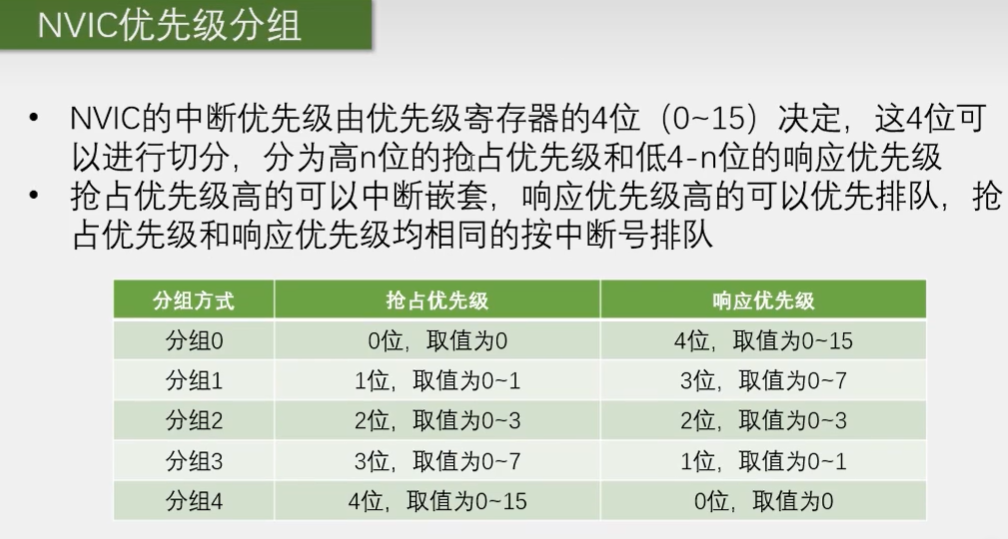 NVIC优先级分组
• NVIC的中断优先级由优先级寄存器的4位（0~15）决定，这4位可
以进行切分，分为高n位的抢占优先级和低4-n位的响应优先级
• 抢占优先级高的可以中断嵌套，响应优先级高的可以优先排队，抢
占优先级和响应优先级均相同的按中断号排队
分组方式 抢占优先级 响应优先级
分组0 0位，取值为0 4位，取值为0~15
分组1 1位，取值为0~1 3位，取值为0~7
分组2 2位，取值为0~3 2位，取值为0~3
分组3 3位，取值为0~7 1位，取值为0~1
分组4 4位，取值为0~15 0位，取值为0